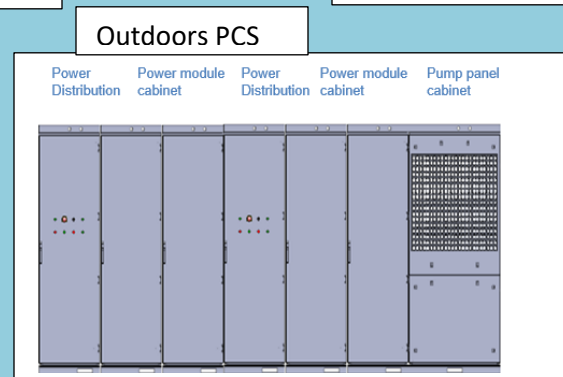 Outdoors PCS
Power Power module Power Power module Pump panel
Distribution cabinet Distribution cabinet cabinet